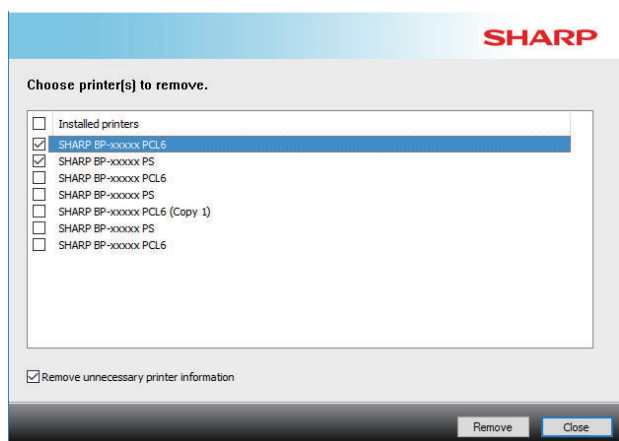 SHARP
Choose printer(s) to remove.
Installed printers
SHARP BP-xxxxx PCL6
SHARP BP-xxxxx PS
SHARP BP-xxxxx PCL6
SHARP BP-xxxxx PS
SHARP BP-xxxxx PCL6 (Copy 1)
SHARP BP-xxxxx PS
SHARP BP-xxxxx PCL6
Remove unnecessary printer information
Remove Close